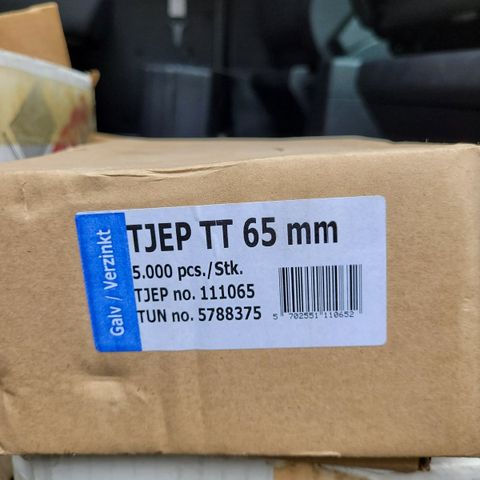 Galv / Verzinkt
TJEP TT 65 mm
5.000 pcs./Stk.
TJEP no. 111065
TUN no. 5788375
5 702551 110652